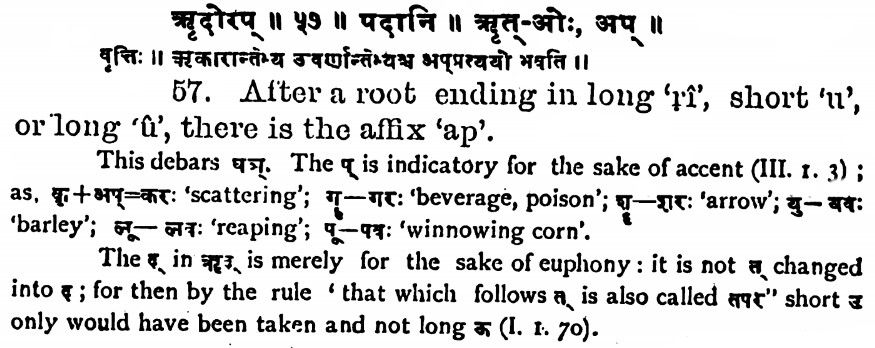 ॠदोरप् ॥ ५७ ॥ पदानि ॥ ॠत्-ओः, अप् ॥
वृत्तिः ॥ ॠकारान्तेभ्य उवर्णान्तेभ्यश्च अप्प्रत्ययो भवति ॥
57. After a root ending in long 'ṛî', short 'u',
or long 'û', there is the affix 'ap'.
This debars घञ्. The प् is indicatory for the sake of accent (III. 1. 3) ;
as, कॄ+अप्=करः 'scattering'; गॄ—गरः 'beverage, poison'; शॄ—शरः 'arrow'; यु—यवः
'barley'; लू—लवः 'reaping'; पू—पवः 'winnowing corn'.
The द् in is merely for the sake of euphony : it is not त् changed
into द् ; for then by the rule ' that which follows त् is also called तपर" short उ
only would have been taken and not long ऊ (I. 1. 70).